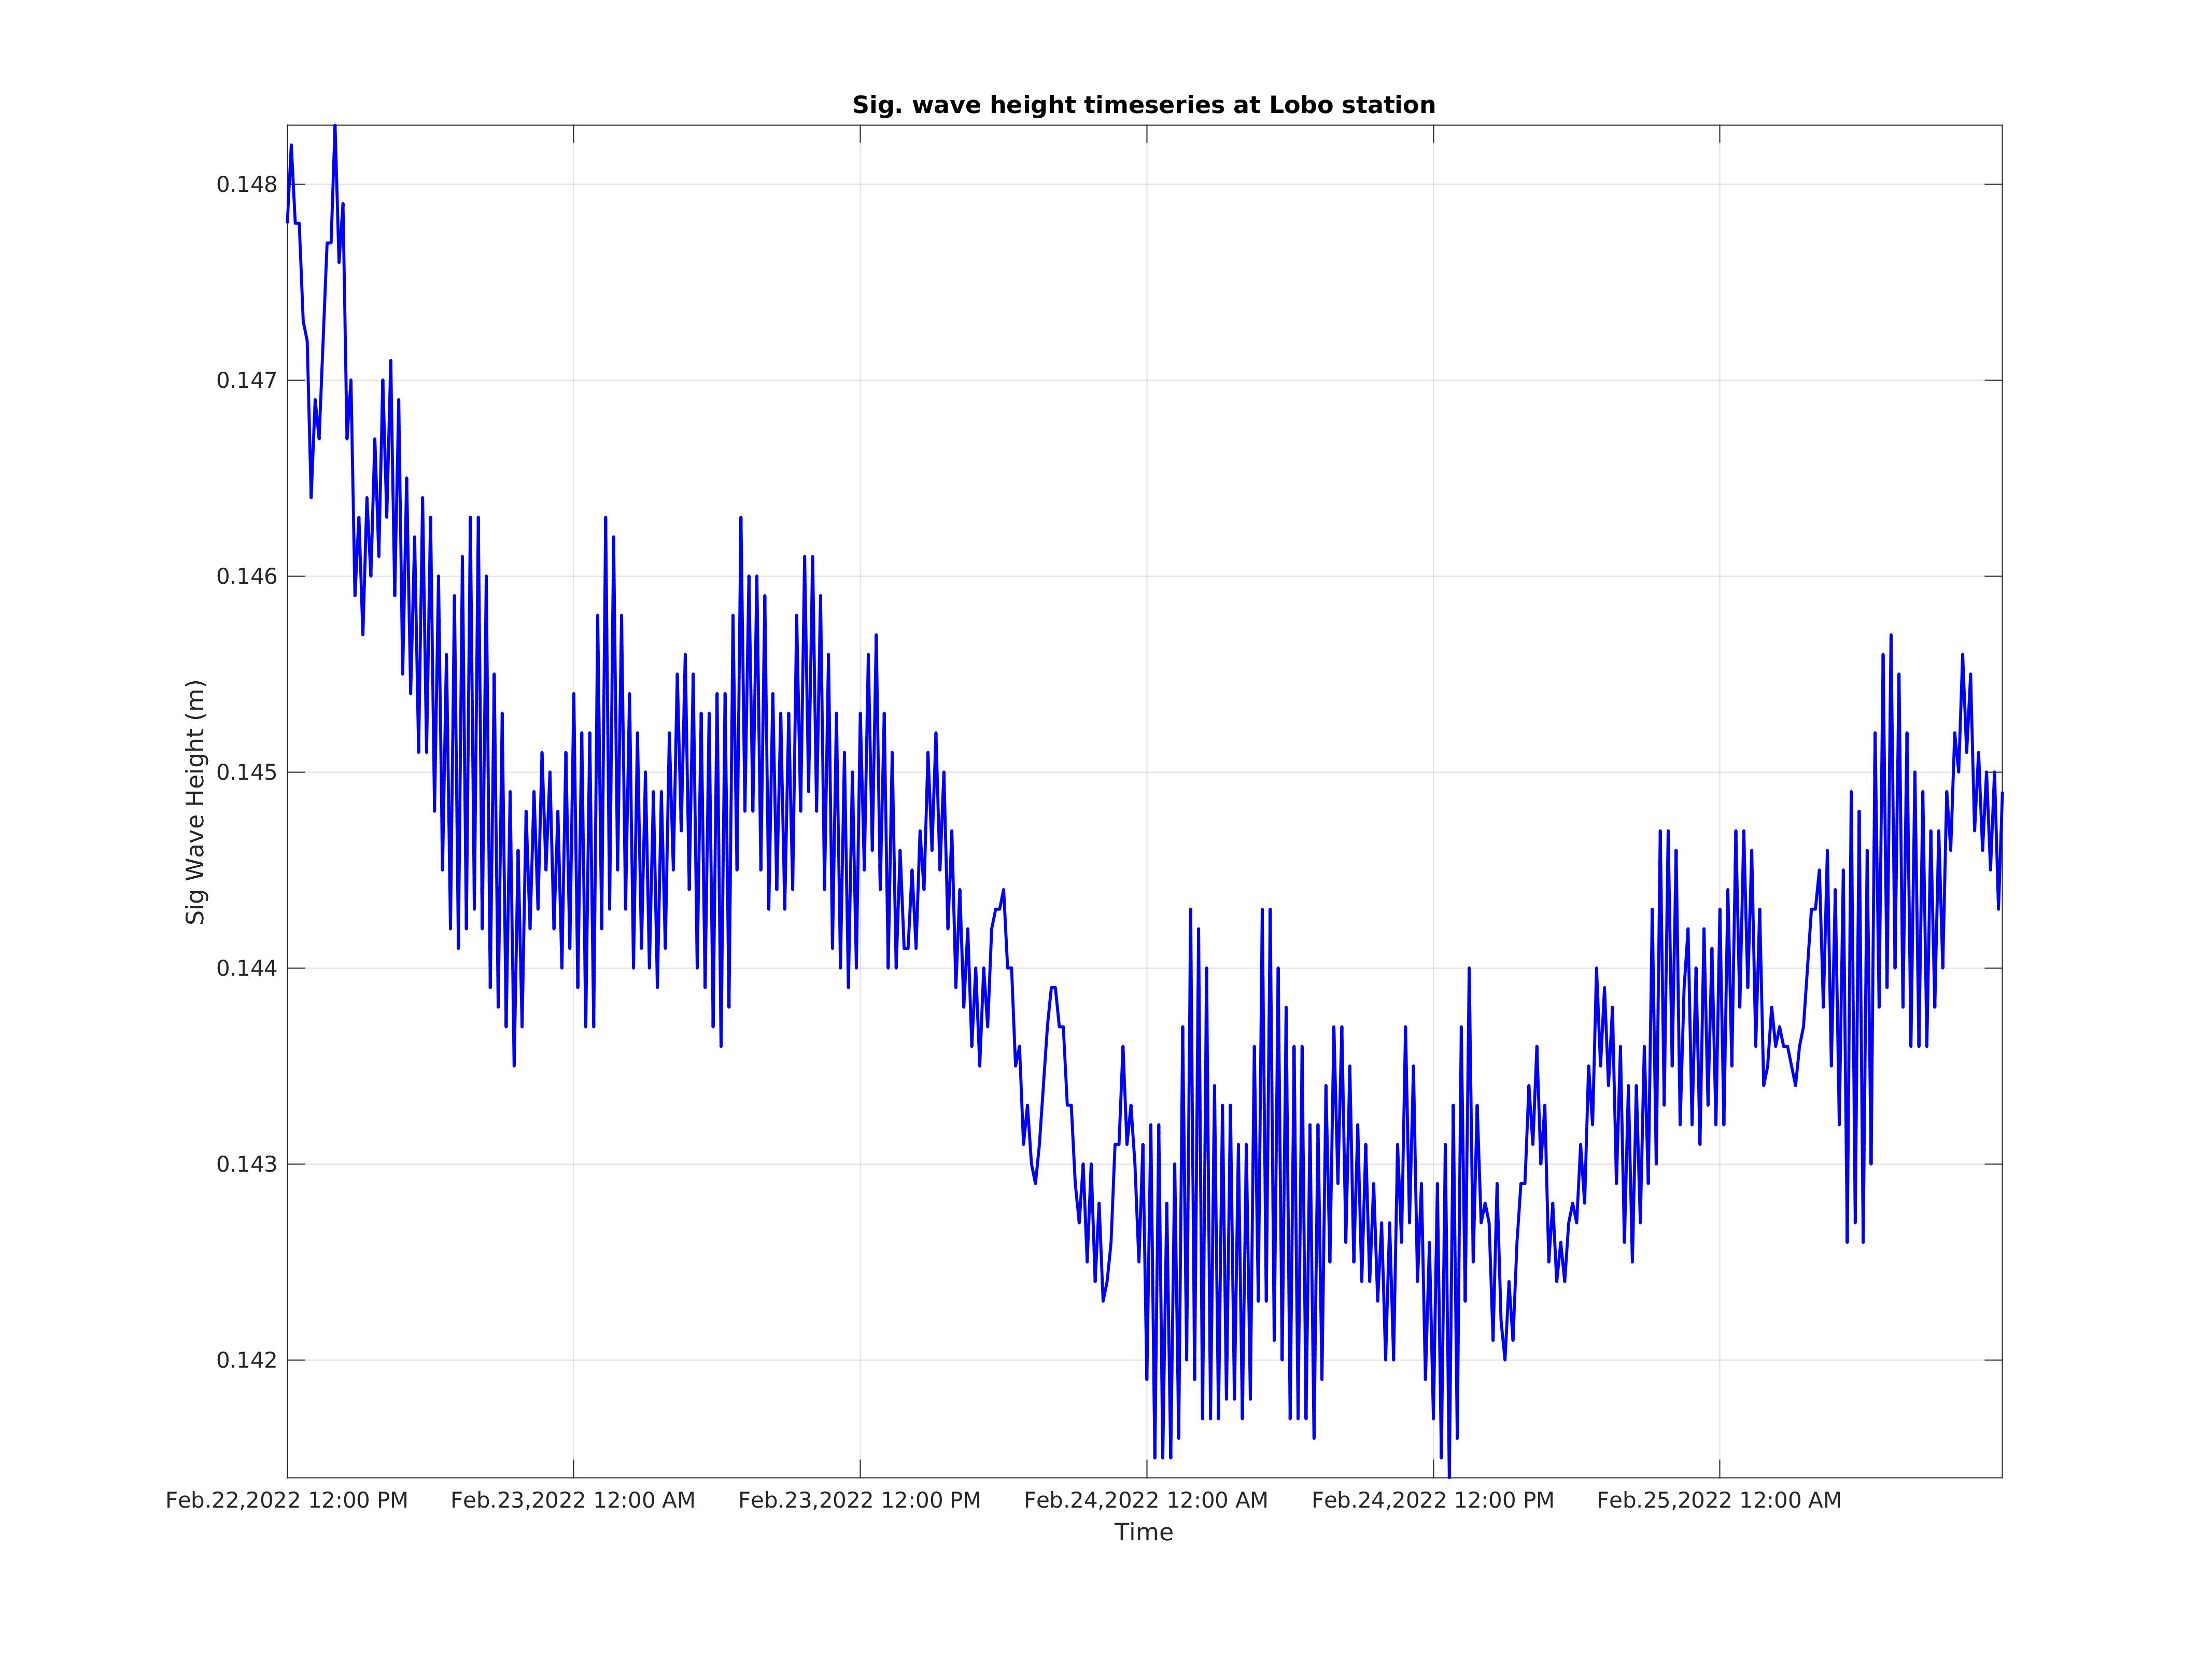 Sig. wave height timeseries at Lobo station
0.148
0.147
0.146
0.145
0.144
0.143
0.142
Sig Wave Height (m)
Feb.22,2022 12:00 PM
Feb.23,2022 12:00 AM
Feb.23,2022 12:00 PM
Feb.24,2022 12:00 AM
Feb.24,2022 12:00 PM
Feb.25,2022 12:00 AM
Time